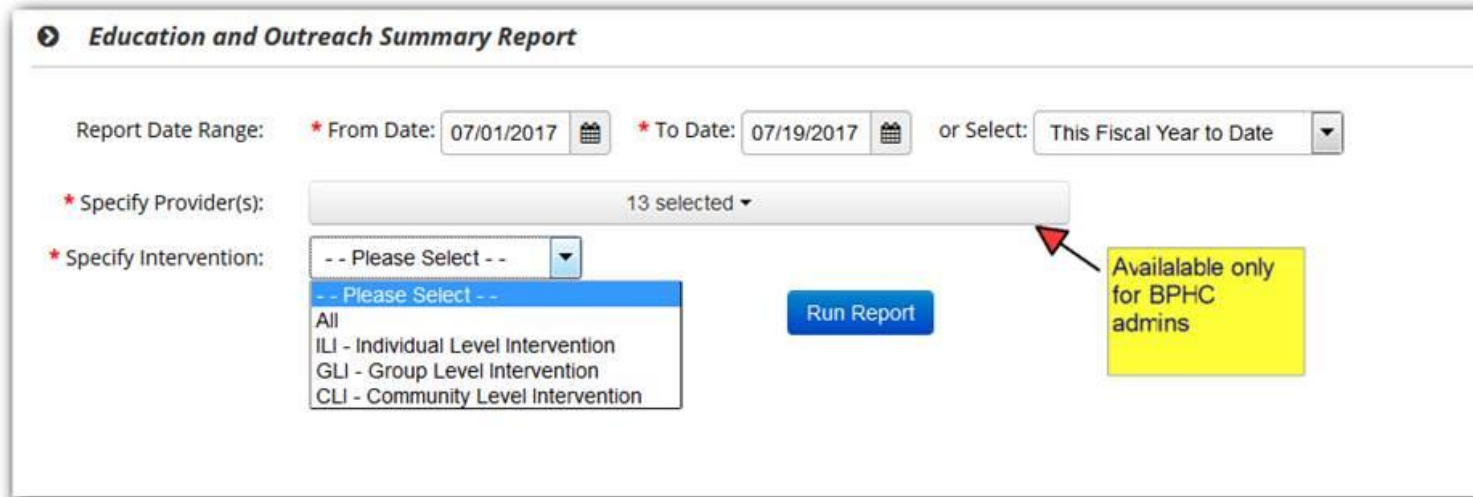 Education and Outreach Summary Report
Report Date Range: * From Date: 07/01/2017 * To Date: 07/19/2017 or Select: This Fiscal Year to Date
* Specify Provider(s): 13 selected
* Specify Intervention: - - Please Select - -
- - Please Select - -
All
ILI - Individual Level Intervention
GLI - Group Level Intervention
CLI - Community Level Intervention
Run Report
Availalable only
for BPHC
admins